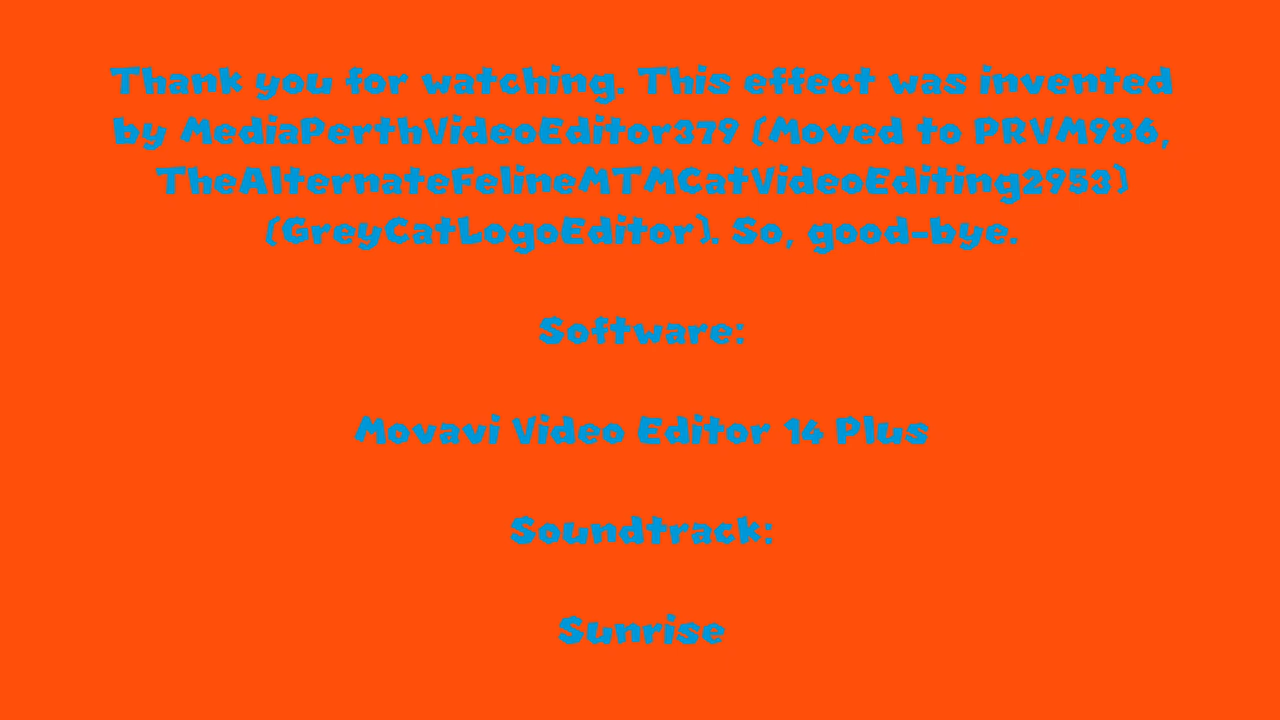 Thank you for watching. This effect was invented
by MediaPerthVideoEditor379 (Moved to PRVM986,
TheAlternateFelineMTMCatVideoEditing2953)
(GreyCatLogoEditor). So, good-bye.
Software:
Movavi Video Editor 14 Plus
Soundtrack:
Sunrise